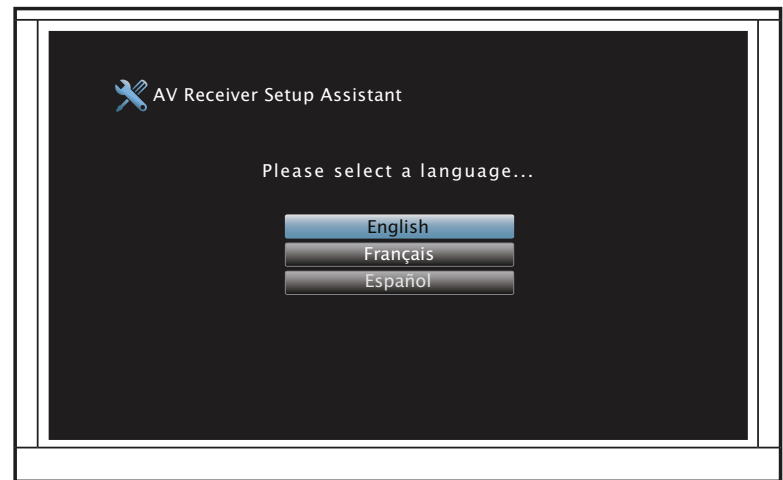 AV Receiver Setup Assistant
Please select a language...
English
Français
Español